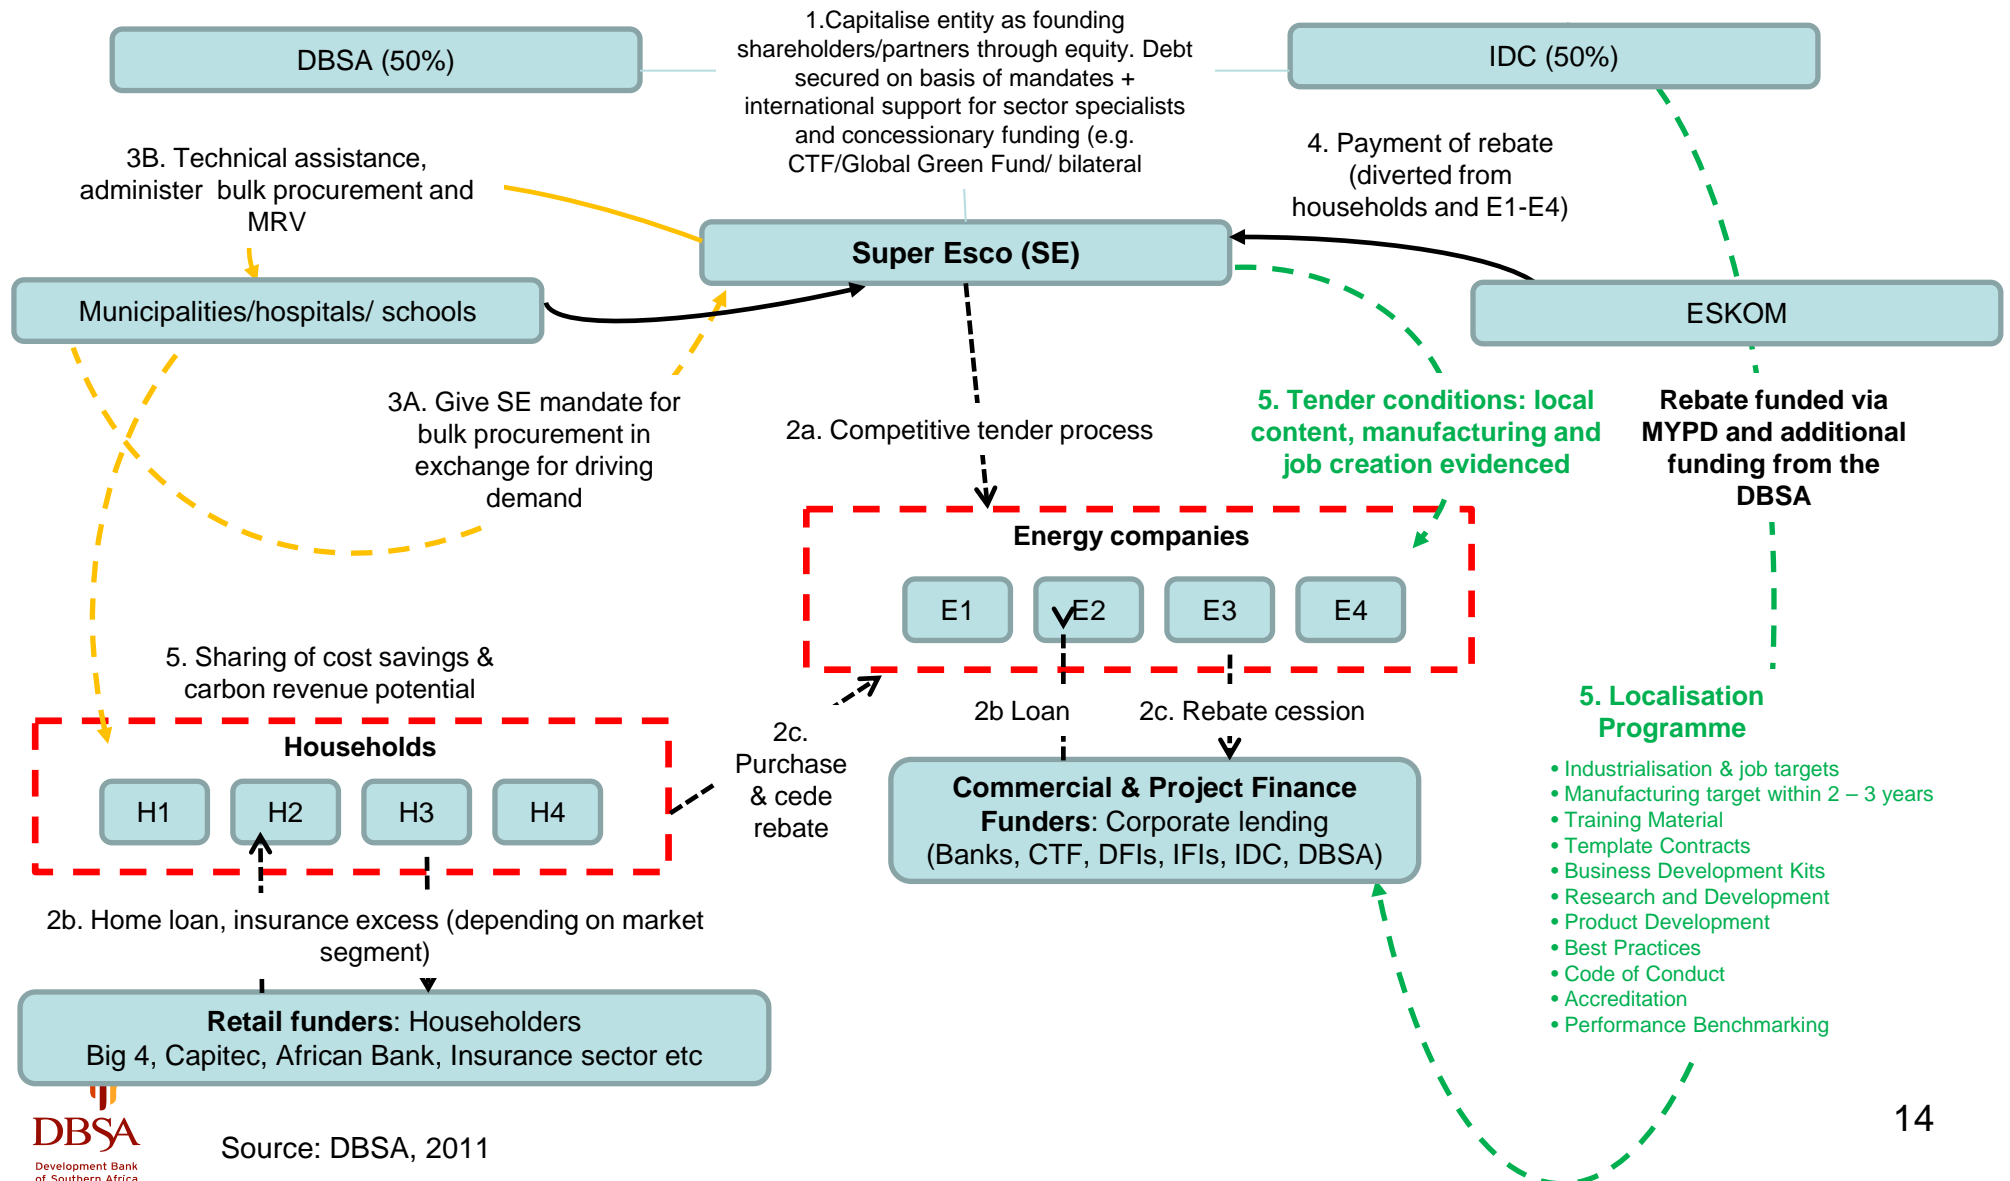 DBSA (50%)
1.Capitalise entity as founding
shareholders/partners through equity. Debt
secured on basis of mandates +
international support for sector specialists
and concessionary funding (e.g.
CTF/Global Green Fund/ bilateral
IDC (50%)
3B. Technical assistance,
administer bulk procurement and
MRV
4. Payment of rebate
(diverted from
households and E1-E4)
Super Esco (SE)
Municipalities/hospitals/ schools
ESKOM
3A. Give SE mandate for
bulk procurement in
exchange for driving
demand
2a. Competitive tender process
5. Tender conditions: local
content, manufacturing and
job creation evidenced
Rebate funded via
MYPD and additional
funding from the
DBSA
Energy companies
E1
E2
E3
E4
5. Sharing of cost savings &
carbon revenue potential
2b Loan
2c. Rebate cession
2c.
Purchase
& cede
rebate
Households
H1
H2
H3
H4
Commercial & Project Finance
Funders: Corporate lending
(Banks, CTF, DFIs, IFIs, IDC, DBSA)
5. Localisation
Programme
• Industrialisation & job targets
• Manufacturing target within 2 – 3 years
• Training Material
• Template Contracts
• Business Development Kits
• Research and Development
• Product Development
• Best Practices
• Code of Conduct
• Accreditation
• Performance Benchmarking
2b. Home loan, insurance excess (depending on market
segment)
Retail funders: Householders
Big 4, Capitec, African Bank, Insurance sector etc
DBSA
Development Bank
of Southern Africa
Source: DBSA, 2011
14